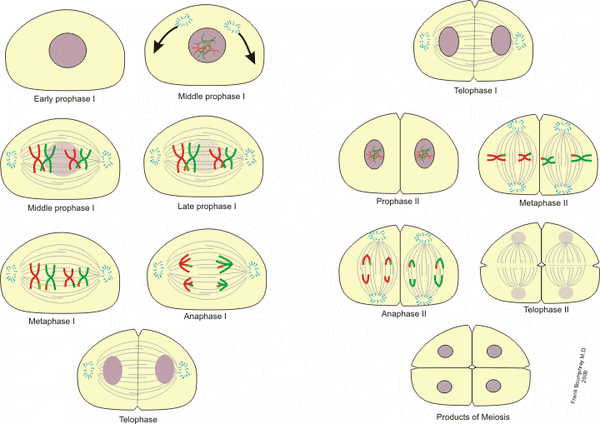 Early prophase I
Middle prophase I
Middle prophase I
Late prophase I
Metaphase I
Anaphase I
Telophase
Telophase I
Prophase II
Metaphase II
Anaphase II
Telophase II
Products of Meiosis
Frank Boumphrey M.D.
2009